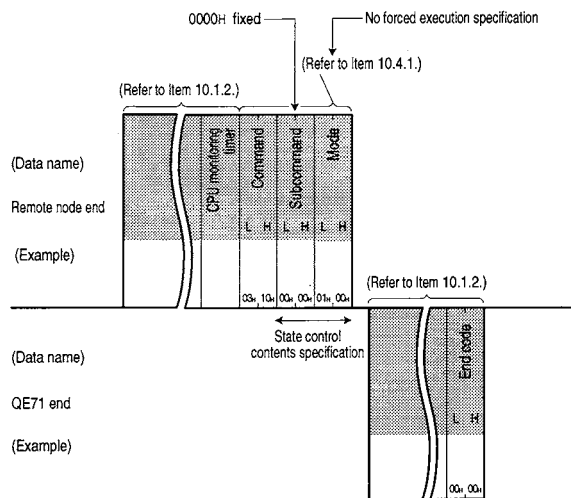 0000H fixed
No forced execution specification
(Refer to Item 10.1.2.)
(Refer to Item 10.4.1.)
(Data name)
Remote node end
CPU monitoring timer
Command
Subcommand
Mode
L H L H L H
(Example)
03H 10H 00H 00H 01H 00H
State control
contents specification
(Refer to Item 10.1.2.)
(Data name)
QE71 end
End code
L H
(Example)
00H 00H